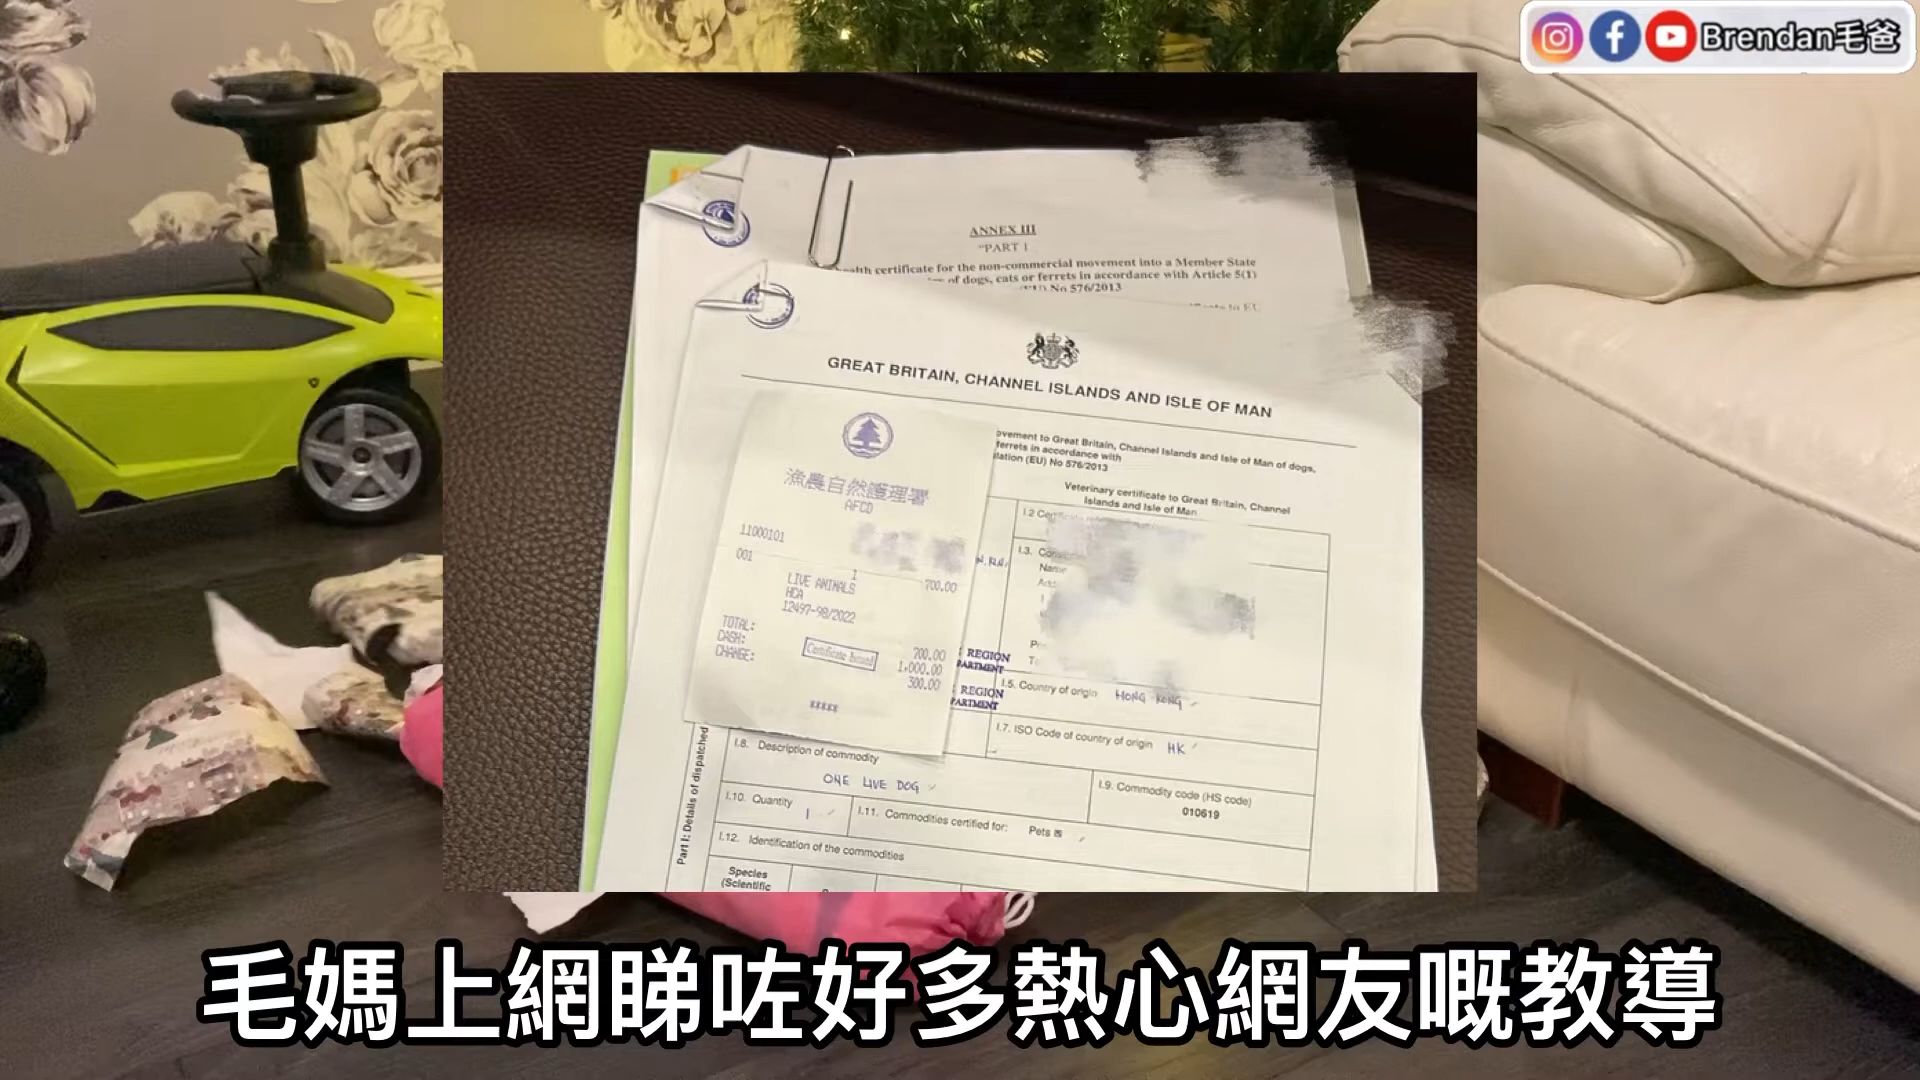 Brendan毛爸
ANNEX III
"PART 1
health certificate for the non-commercial movement into a Member State
of dogs, cats or ferrets in accordance with Article 5(1)
No 576/2013
GREAT BRITAIN, CHANNEL ISLANDS AND ISLE OF MAN
ovement to Great Britain, Channel Islands and Isle of Man of dogs,
ferrets in accordance with
lation (EU) No 576/2013
Veterinary certificate to Great Britain, Channel
Islands and Isle of Man
漁農自然護理署
AFCD
11000101
001
1
LIVE ANIMALS 700.00
HCA
12497-98/2022
TOTAL: 700.00
CASH: 1,000.00
CHANGE: 300.00
Certificate Issued
*****
I.2
I.3.
Name
REGION
PARTMENT
REGION
PARTMENT
I.5. Country of origin HONG KONG
I.7. ISO Code of country of origin HK
Part I: Details of dispatched
I.8. Description of commodity
ONE LIVE DOG
I.9. Commodity code (HS code)
010619
I.10. Quantity 1
I.11. Commodities certified for: Pets
I.12. Identification of the commodities
Species
(Scientific
毛媽上網睇咗好多熱心網友嘅教導